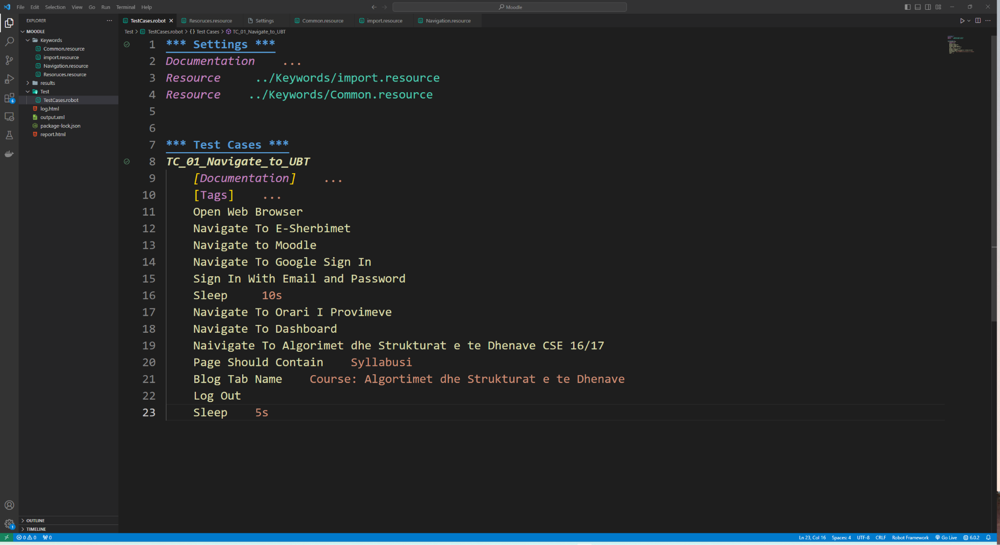 File Edit Selection View Go Run Terminal Help
Moodle
EXPLORER ...
MOODLE
Keywords
Common.resource
import.resource
Navigation.resource
Resoruces.resource
results
Test
TestCases.robot
log.html
output.xml
package-lock.json
report.html
OUTLINE
TIMELINE
TestCases.robot Resoruces.resource Settings Common.resource import.resource Navigation.resource
Test > TestCases.robot > {} Test Cases > TC_01_Navigate_to_UBT
1 *** Settings ***
2 Documentation    ...
3 Resource     ../Keywords/import.resource
4 Resource    ../Keywords/Common.resource
5
6
7 *** Test Cases ***
8 TC_01_Navigate_to_UBT
9 [Documentation]    ...
10 [Tags]    ...
11 Open Web Browser
12 Navigate To E-Sherbimet
13 Navigate to Moodle
14 Navigate To Google Sign In
15 Sign In With Email and Password
16 Sleep     10s
17 Navigate To Orari I Provimeve
18 Navigate To Dashboard
19 Naivigate To Algorimet dhe Strukturat e te Dhenave CSE 16/17
20 Page Should Contain    Syllabusi
21 Blog Tab Name    Course: Algortimet dhe Strukturat e te Dhenave
22 Log Out
23 Sleep    5s
6
1
0 0 0 Ln 23, Col 16 Spaces: 4 UTF-8 CRLF Robot Framework Go Live 6.0.2